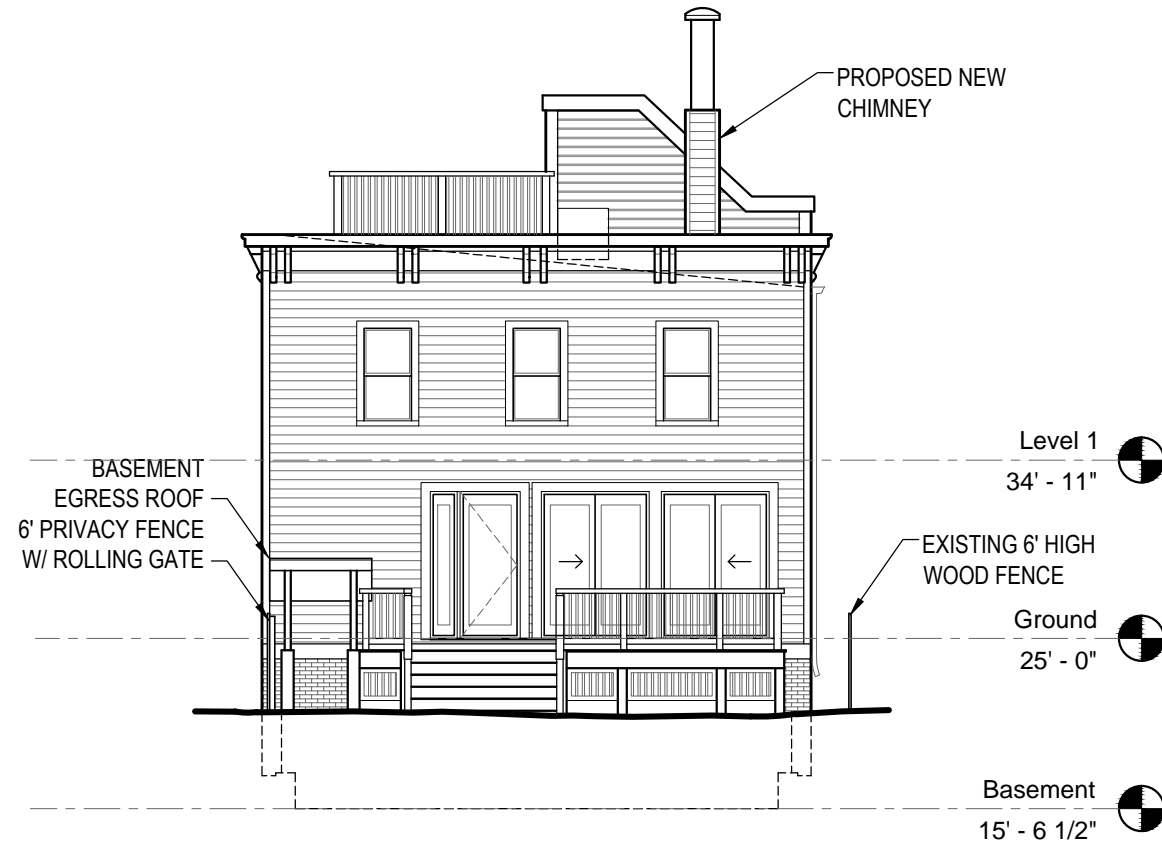 PROPOSED NEW
CHIMNEY
Level 1
34' - 11"
BASEMENT
EGRESS ROOF
6' PRIVACY FENCE
W/ ROLLING GATE
EXISTING 6' HIGH
WOOD FENCE
Ground
25' - 0"
Basement
15' - 6 1/2"